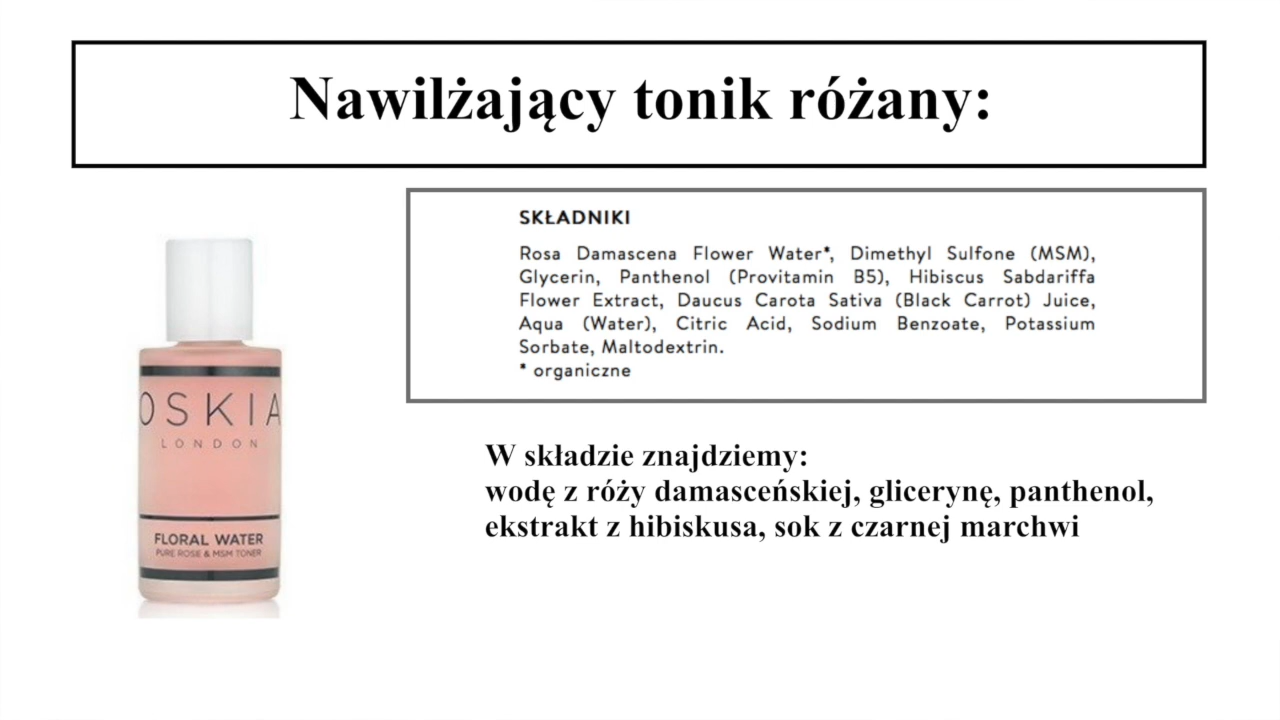 Nawilżający tonik różany:
SKŁADNIKI
Rosa Damascena Flower Water*, Dimethyl Sulfone (MSM),
Glycerin, Panthenol (Provitamin B5), Hibiscus Sabdariffa
Flower Extract, Daucus Carota Sativa (Black Carrot) Juice,
Aqua (Water), Citric Acid, Sodium Benzoate, Potassium
Sorbate, Maltodextrin.
* organiczne
OSKIA
LONDON
FLORAL WATER
PURE ROSE & MSM TONER
W składzie znajdziemy:
wodę z róży damasceńskiej, glicerynę, panthenol,
ekstrakt z hibiskusa, sok z czarnej marchwi